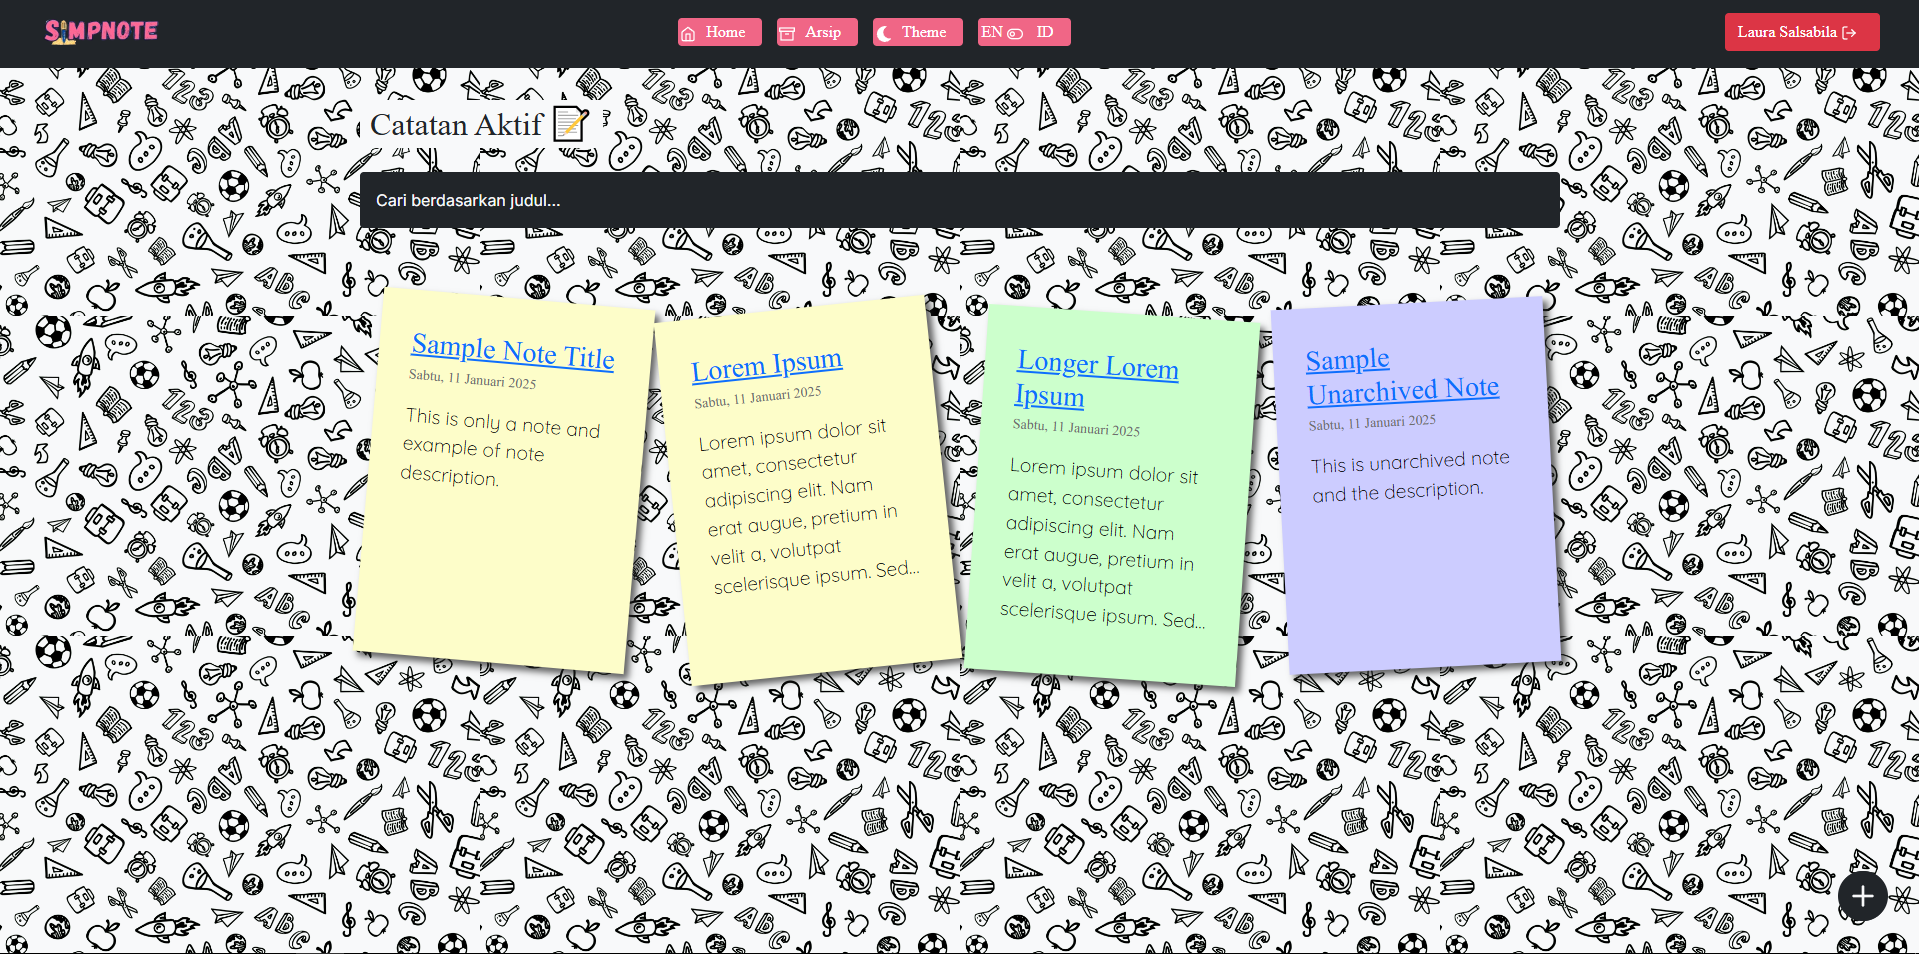 SIMPNOTE
Home
Arsip
Theme
EN ID
Laura Salsabila
Catatan Aktif
Cari berdasarkan judul...
Sample Note Title
Sabtu, 11 Januari 2025
This is only a note and
example of note
description.
Lorem Ipsum
Sabtu, 11 Januari 2025
Lorem ipsum dolor sit
amet, consectetur
adipiscing elit. Nam
erat augue, pretium in
velit a, volutpat
scelerisque ipsum. Sed...
Longer Lorem
Ipsum
Sabtu, 11 Januari 2025
Lorem ipsum dolor sit
amet, consectetur
adipiscing elit. Nam
erat augue, pretium in
velit a, volutpat
scelerisque ipsum. Sed...
Sample
Unarchived Note
Sabtu, 11 Januari 2025
This is unarchived note
and the description.